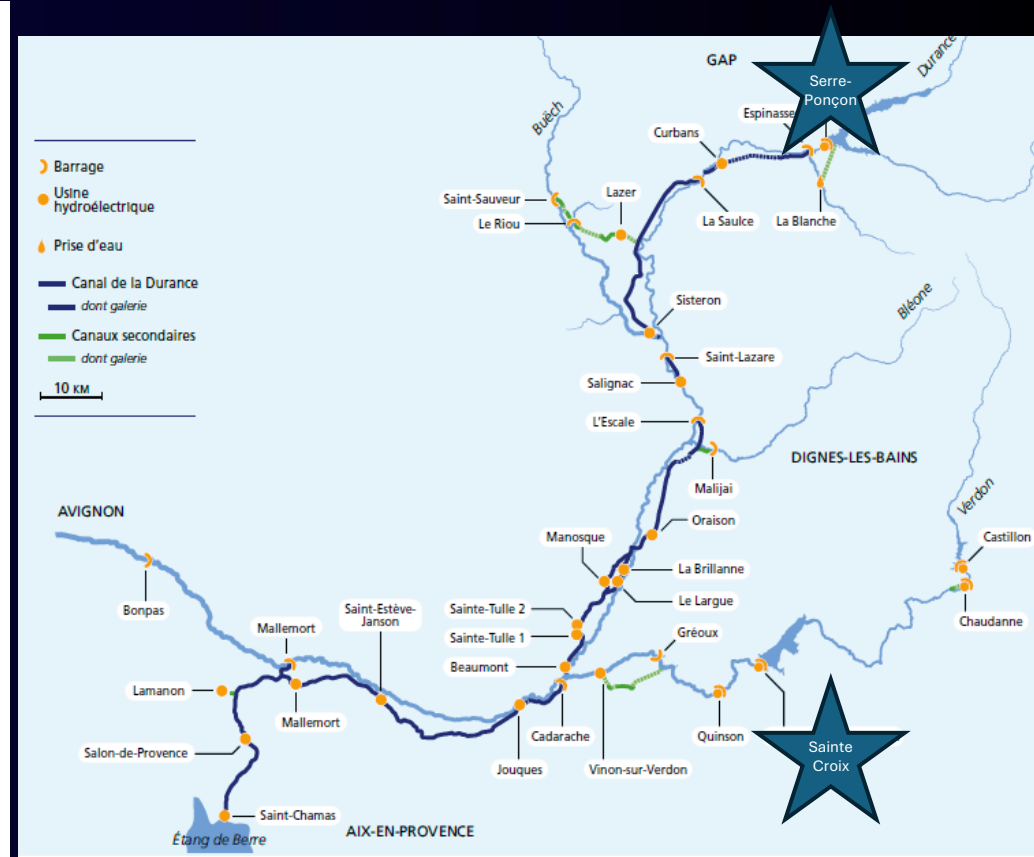 GAP
Durance
Serre-
Ponçon
Buëch
Espinasse
Curbans
Barrage
Usine
hydroélectrique
Prise d'eau
Canal de la Durance
dont galerie
Canaux secondaires
dont galerie
10 KM
Saint-Sauveur
Lazer
Le Riou
La Saulce
La Blanche
Sisteron
Bléone
Saint-Lazare
Salignac
L'Escale
DIGNES-LES-BAINS
Malijai
Verdon
AVIGNON
Oraison
Manosque
Castillon
La Brillanne
Bonpas
Saint-Estève-
Janson
Sainte-Tulle 2
Le Largue
Chaudanne
Mallemort
Sainte-Tulle 1
Gréoux
Beaumont
Lamanon
Mallemort
Cadarache
Quinson
Sainte
Croix
Salon-de-Provence
Jouques
Vinon-sur-Verdon
Saint-Chamas
AIX-EN-PROVENCE
Étang de Berre